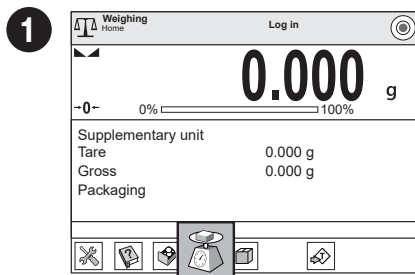 1
Weighing
Home
Log in
0.000 g
→0←
0% 100%
Supplementary unit
Tare 0.000 g
Gross 0.000 g
Packaging
?
T